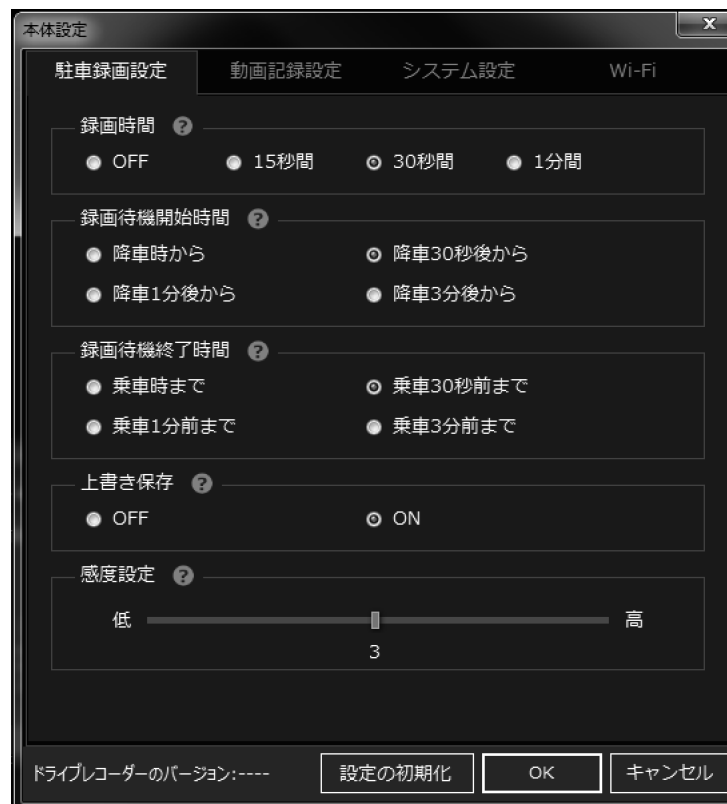 本体設定
x
駐車録画設定 動画記録設定 システム設定 Wi-Fi
録画時間 ?
OFF 15秒間 30秒間 1分間
録画待機開始時間 ?
降車時から 降車30秒後から
降車1分後から 降車3分後から
録画待機終了時間 ?
乗車時まで 乗車30秒前まで
乗車1分前まで 乗車3分前まで
上書き保存 ?
OFF ON
感度設定 ?
低 高
3
ドライブレコーダーのバージョン:---- 設定の初期化 OK キャンセル